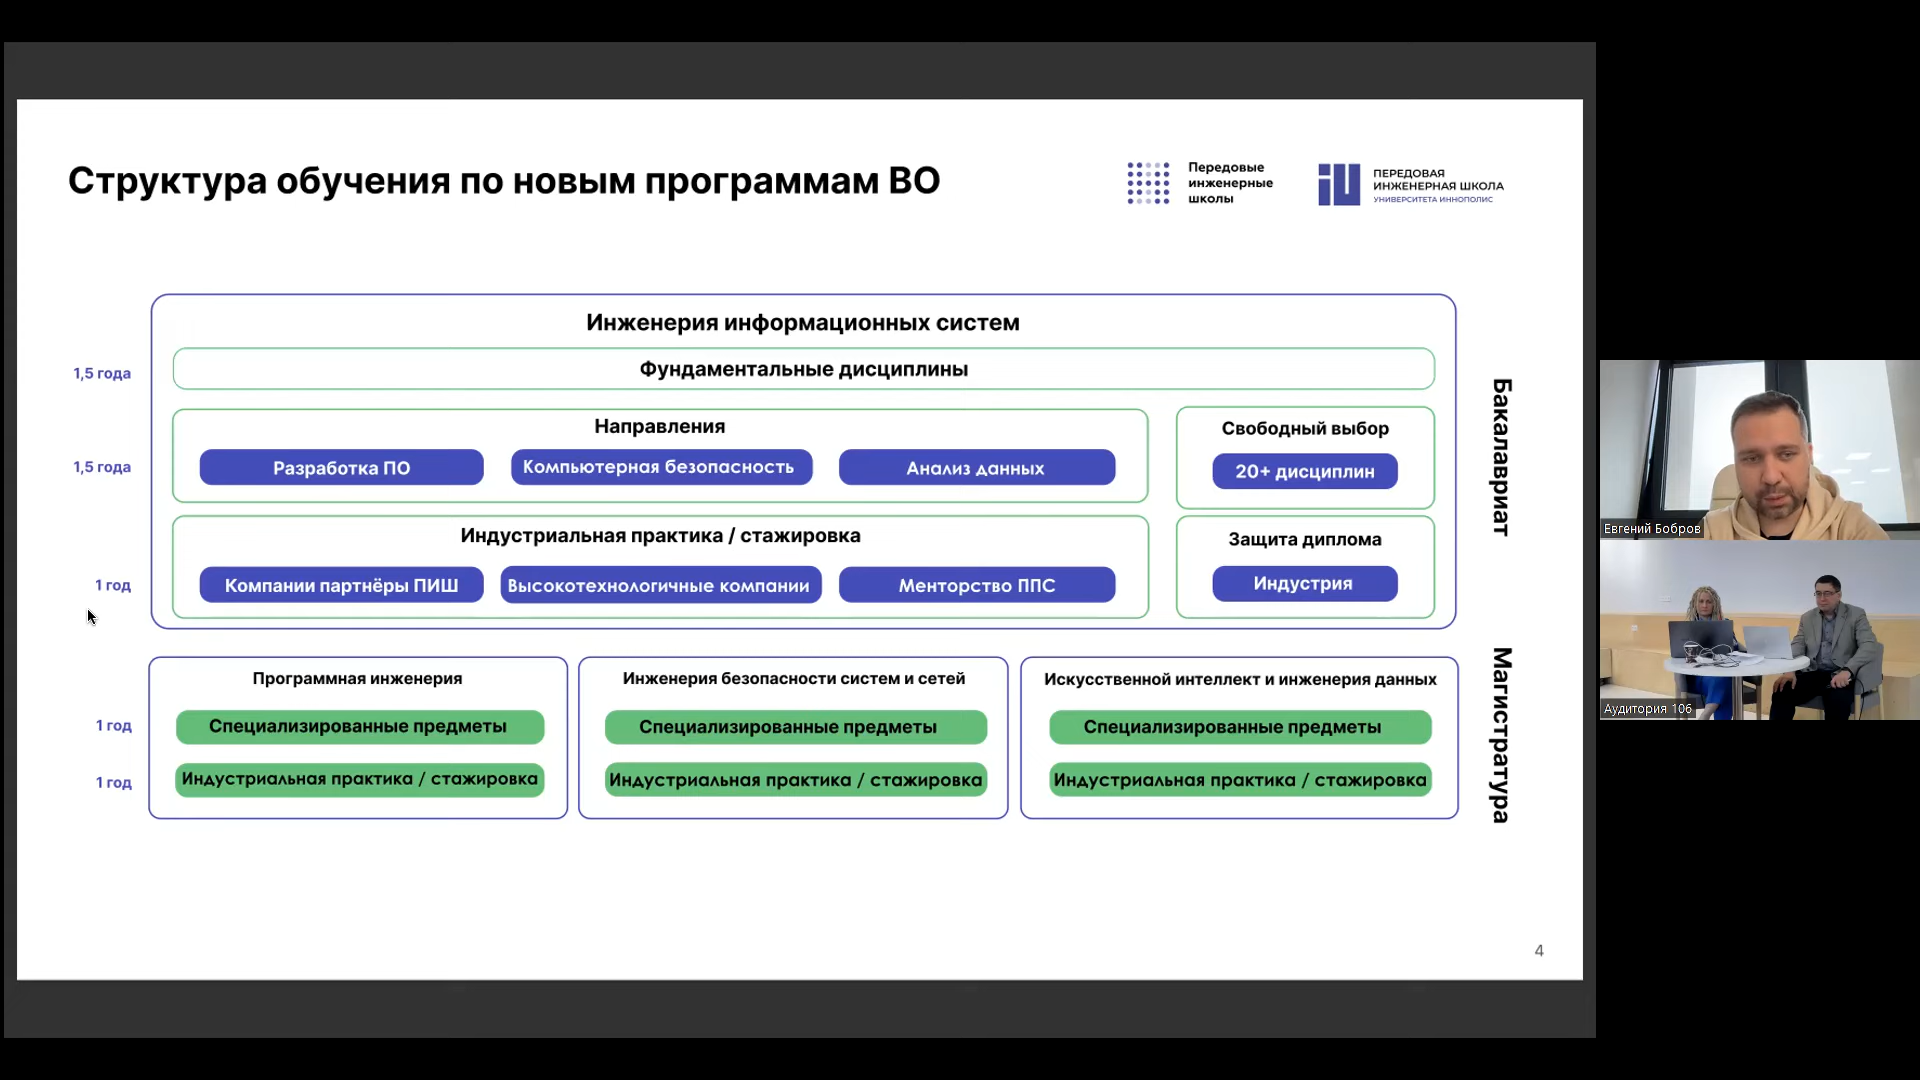 Структура обучения по новым программам ВО
Передовые
инженерные
школы
ПЕРЕДОВАЯ
ИНЖЕНЕРНАЯ ШКОЛА
УНИВЕРСИТЕТА ИННОПОЛИС
Инженерия информационных систем
1,5 года
Фундаментальные дисциплины
Направления
1,5 года
Разработка ПО
Компьютерная безопасность
Анализ данных
Свободный выбор
20+ дисциплин
Индустриальная практика / стажировка
1 год
Компании партнёры ПИШ
Высокотехнологичные компании
Менторство ППС
Защита диплома
Индустрия
Бакалавриат
Программная инженерия
Инженерия безопасности систем и сетей
Искусственной интеллект и инженерия данных
1 год
Специализированные предметы
Специализированные предметы
Специализированные предметы
1 год
Индустриальная практика / стажировка
Индустриальная практика / стажировка
Индустриальная практика / стажировка
Магистратура
4
Евгений Бобров
Аудитория 106